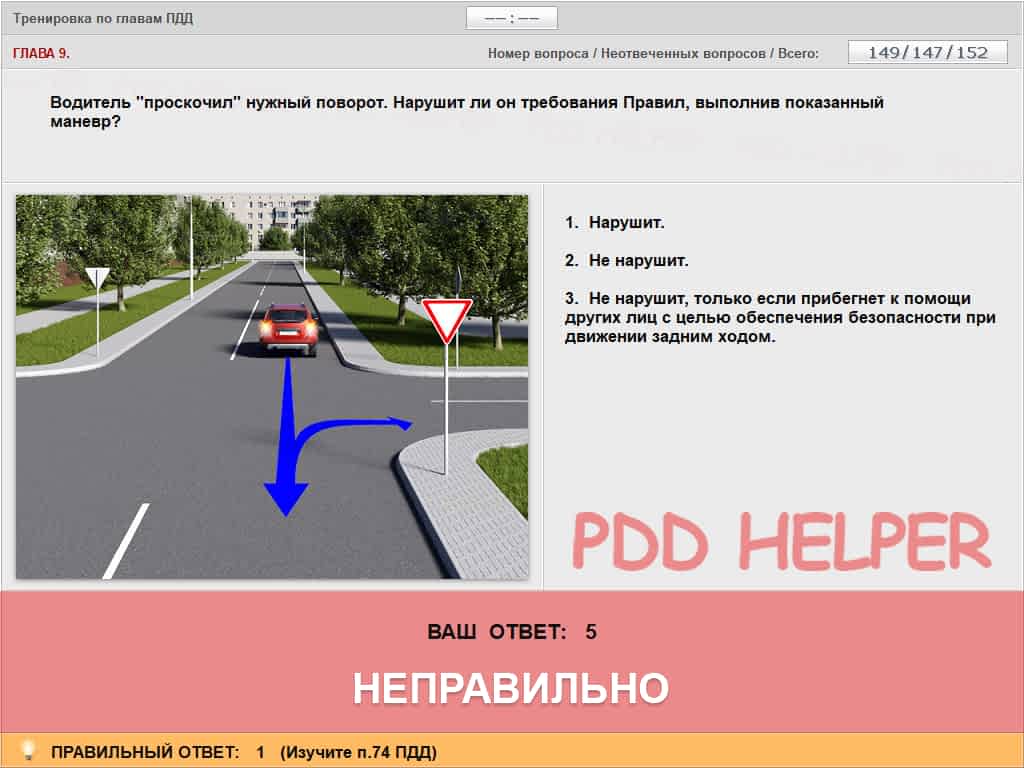 Тренировка по главам ПДД
—— : ——
ГЛАВА 9.
Номер вопроса / Неотвеченных вопросов / Всего:
149/147/152
Водитель "проскочил" нужный поворот. Нарушит ли он требования Правил, выполнив показанный
маневр?
1. Нарушит.
2. Не нарушит.
3. Не нарушит, только если прибегнет к помощи
других лиц с целью обеспечения безопасности при
движении задним ходом.
PDD HELPER
ВАШ ОТВЕТ: 5
НЕПРАВИЛЬНО
ПРАВИЛЬНЫЙ ОТВЕТ: 1 (Изучите п.74 ПДД)